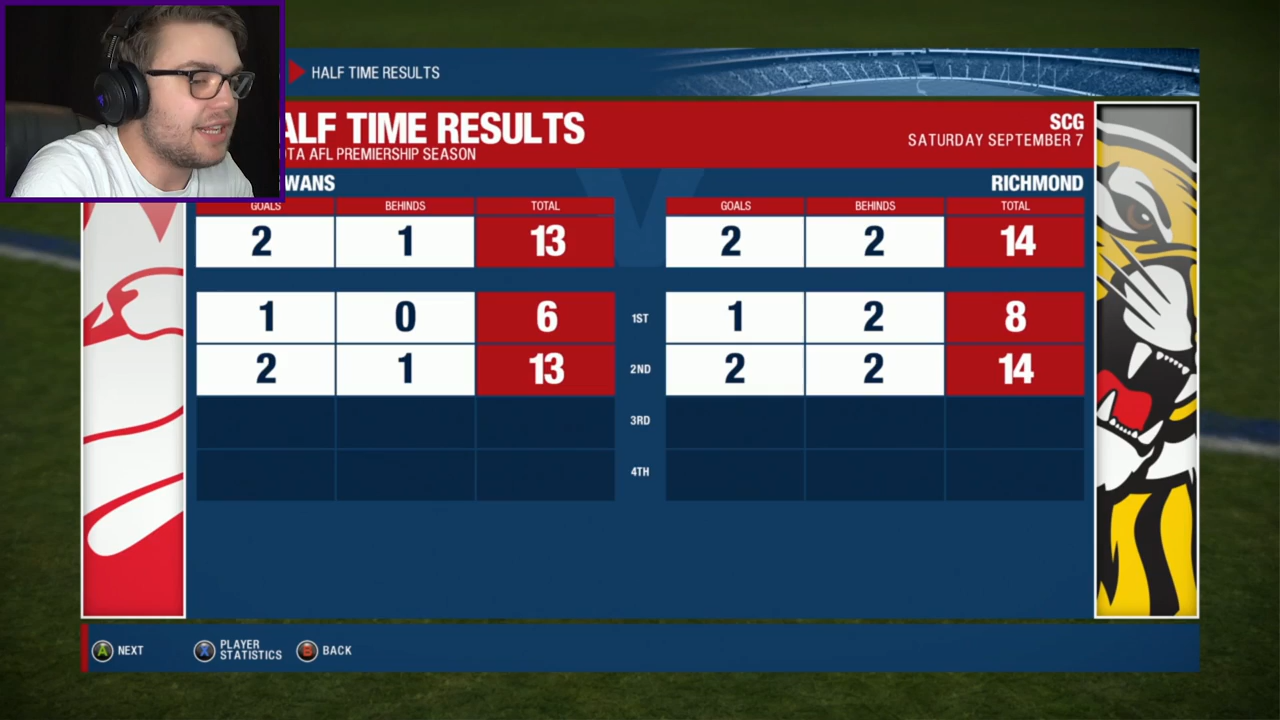 HALF TIME RESULTS
ALF TIME RESULTS
SCG
TA AFL PREMIERSHIP SEASON
SATURDAY SEPTEMBER 7
WANS
RICHMOND
GOALS BEHINDS TOTAL GOALS BEHINDS TOTAL
2 1 13 2 2 14
1 0 6 1ST 1 2 8
2 1 13 2ND 2 2 14
3RD
4TH
A NEXT X PLAYER STATISTICS B BACK